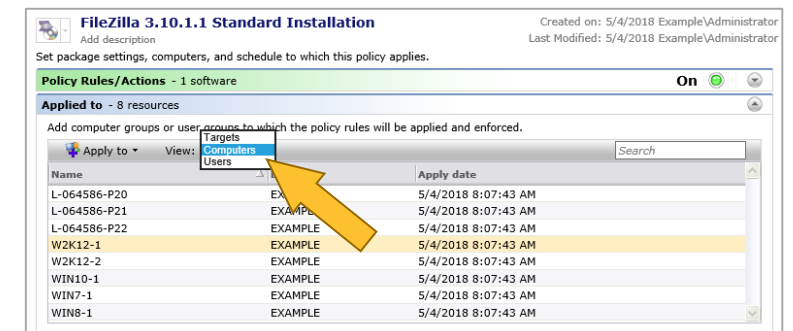 FileZilla 3.10.1.1 Standard Installation
Created on: 5/4/2018 Example\Administrator
Add description
Last Modified: 5/4/2018 Example\Administrator
Set package settings, computers, and schedule to which this policy applies.
Policy Rules/Actions - 1 software On
Applied to - 8 resources
Add computer groups or user groups to which the policy rules will be applied and enforced.
Targets
Apply to View: Computers Search
Users
Name Apply date
L-064586-P20 5/4/2018 8:07:43 AM
L-064586-P21 EXAMPLE 5/4/2018 8:07:43 AM
L-064586-P22 EXAMPLE 5/4/2018 8:07:43 AM
W2K12-1 EXAMPLE 5/4/2018 8:07:43 AM
W2K12-2 EXAMPLE 5/4/2018 8:07:43 AM
WIN10-1 EXAMPLE 5/4/2018 8:07:43 AM
WIN7-1 EXAMPLE 5/4/2018 8:07:43 AM
WIN8-1 EXAMPLE 5/4/2018 8:07:43 AM